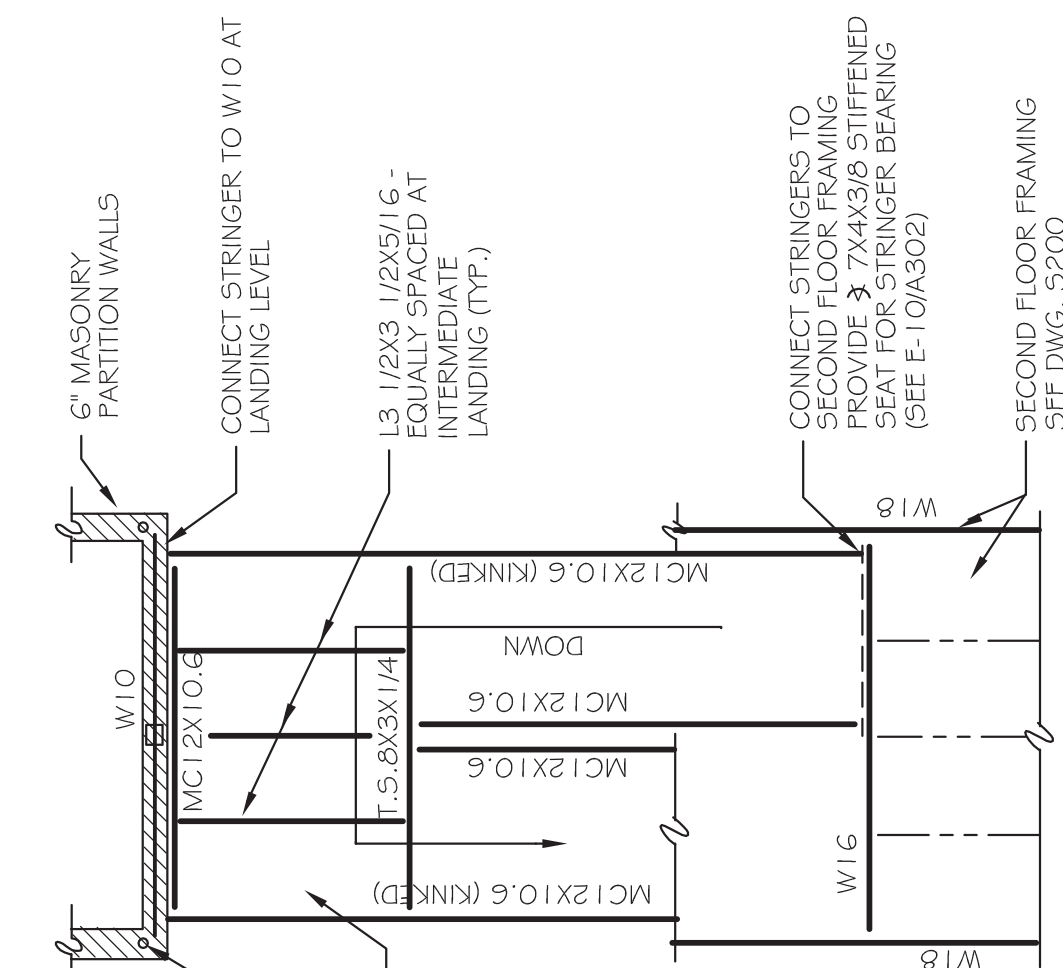 6" MASONRY
PARTITION WALLS
CONNECT STRINGER TO W10 AT
LANDING LEVEL
L3 1/2X3 1/2X5/16 -
EQUALLY SPACED AT
INTERMEDIATE
LANDING (TYP.)
CONNECT STRINGERS TO
SECOND FLOOR FRAMING
PROVIDE 7X4X3/8 STIFFENED
SEAT FOR STRINGER BEARING
(SEE E-10/A302)
SECOND FLOOR FRAMING
SEE DWG. S200
W10
MC12X10.6
T.S.8X3X1/4
MC12X10.6 (KINKED)
DOWN
MC12X10.6
MC12X10.6
MC12X10.6 (KINKED)
W18
W16
W18